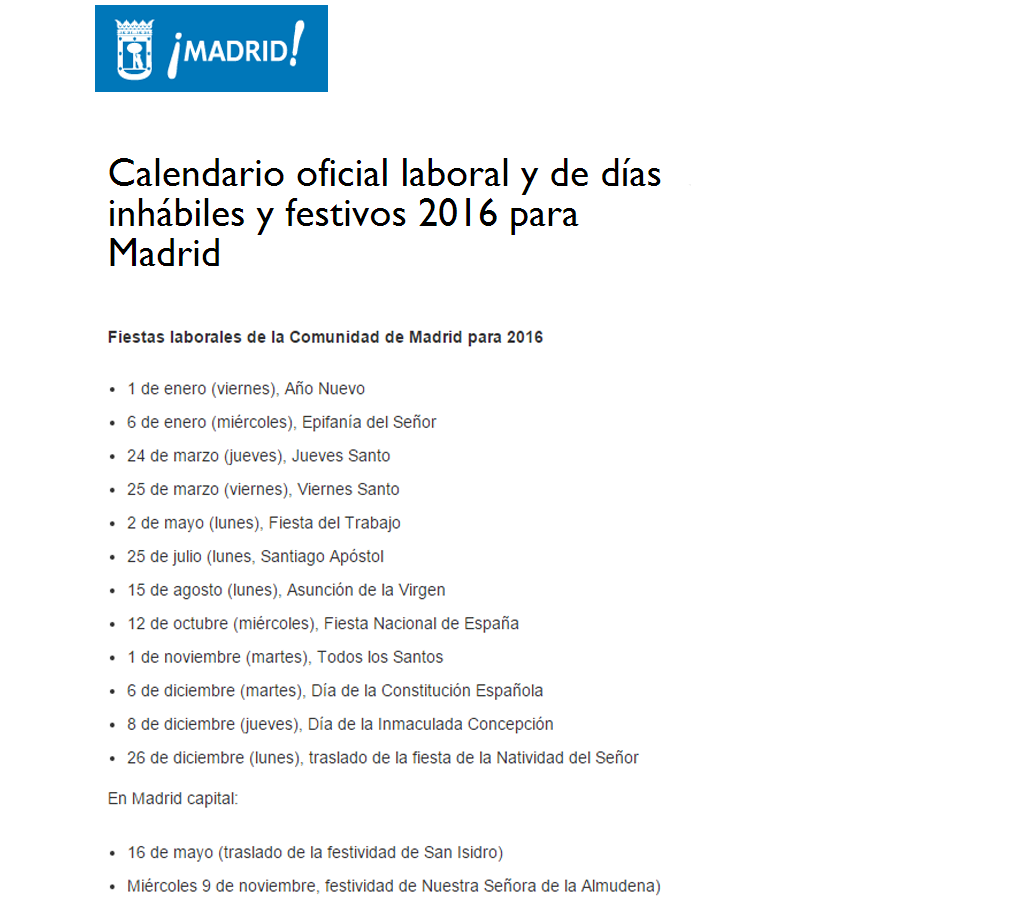 ¡MADRID!
Calendario oficial laboral y de días
inhábiles y festivos 2016 para
Madrid
Fiestas laborales de la Comunidad de Madrid para 2016
• 1 de enero (viernes), Año Nuevo
• 6 de enero (miércoles), Epifanía del Señor
• 24 de marzo (jueves), Jueves Santo
• 25 de marzo (viernes), Viernes Santo
• 2 de mayo (lunes), Fiesta del Trabajo
• 25 de julio (lunes, Santiago Apóstol
• 15 de agosto (lunes), Asunción de la Virgen
• 12 de octubre (miércoles), Fiesta Nacional de España
• 1 de noviembre (martes), Todos los Santos
• 6 de diciembre (martes), Día de la Constitución Española
• 8 de diciembre (jueves), Día de la Inmaculada Concepción
• 26 de diciembre (lunes), traslado de la fiesta de la Natividad del Señor
En Madrid capital:
• 16 de mayo (traslado de la festividad de San Isidro)
• Miércoles 9 de noviembre, festividad de Nuestra Señora de la Almudena)